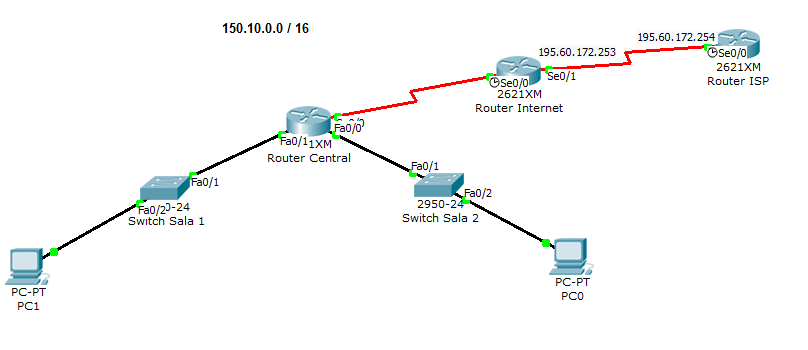 150.10.0.0 / 16
195.60.172.254
195.60.172.253
Se0/0
2621XM
Router ISP
Se0/0
Se0/1
2621XM
Router Internet
Fa0/0
Fa0/1
1XM
Router Central
Fa0/1
Fa0/1
Fa0/2
-24
Switch Sala 1
Fa0/2
2950-24
Switch Sala 2
PC-PT
PC1
PC-PT
PC0